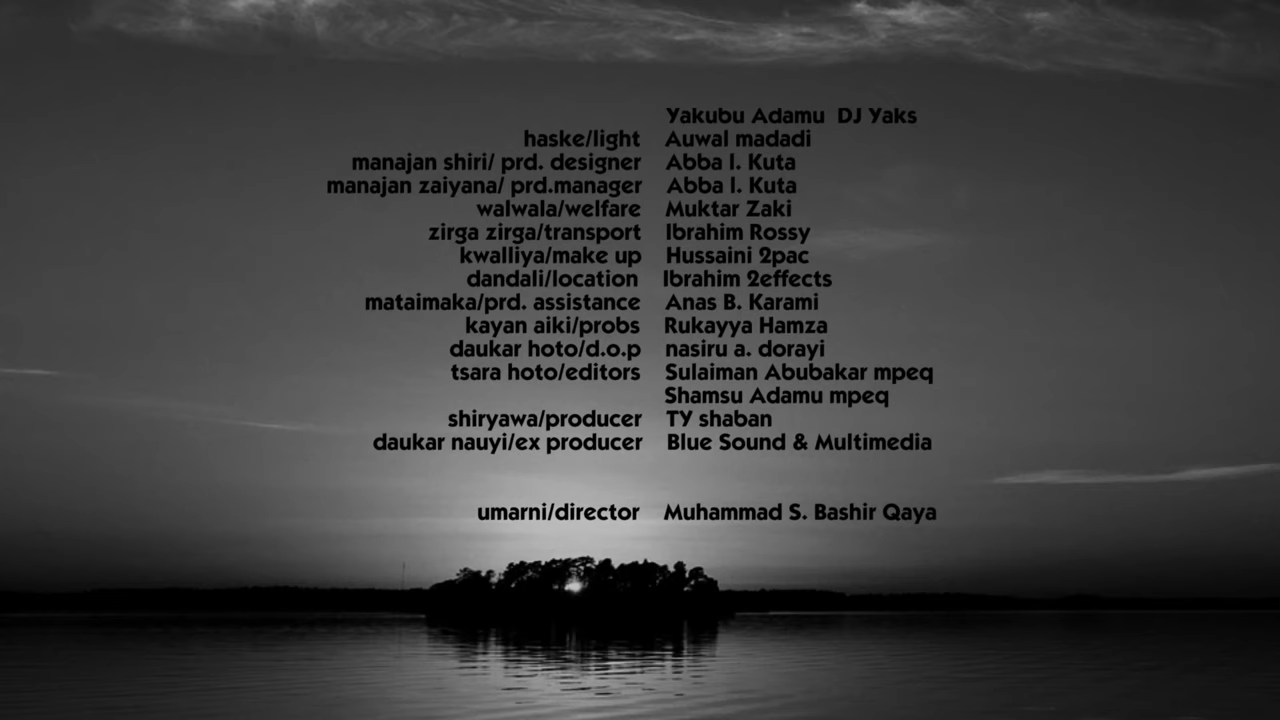 Yakubu Adamu DJ Yaks
haske/light Auwal madadi
manajan shiri/ prd. designer Abba I. Kuta
manajan zaiyana/ prd.manager Abba I. Kuta
walwala/welfare Muktar Zaki
zirga zirga/transport Ibrahim Rossy
kwalliya/make up Hussaini 2pac
dandali/location Ibrahim 2effects
mataimaka/prd. assistance Anas B. Karami
kayan aiki/probs Rukayya Hamza
daukar hoto/d.o.p nasiru a. dorayi
tsara hoto/editors Sulaiman Abubakar mpeq
Shamsu Adamu mpeq
shiryawa/producer TY shaban
daukar nauyi/ex producer Blue Sound & Multimedia
umarni/director Muhammad S. Bashir Qaya